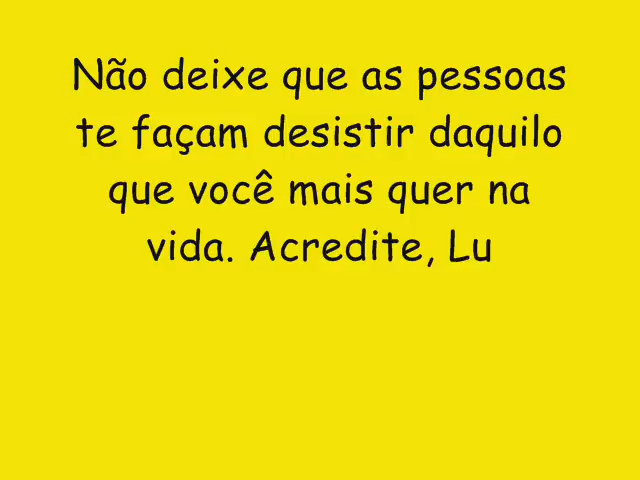 Não deixe que as pessoas
te façam desistir daquilo
que você mais quer na
vida. Acredite, Lu